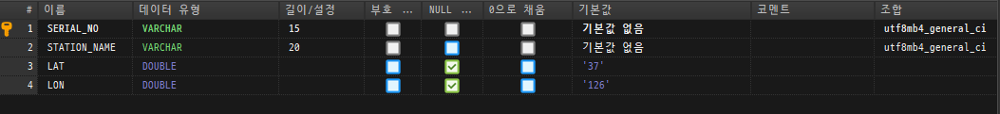 # 이름 데이터 유형 길이/설정 부호 ... NULL ... 0으로 채움 기본값 코멘트 조합
1 SERIAL_NO VARCHAR 15 기본값 없음 utf8mb4_general_ci
2 STATION_NAME VARCHAR 20 기본값 없음 utf8mb4_general_ci
3 LAT DOUBLE '37'
4 LON DOUBLE '126'